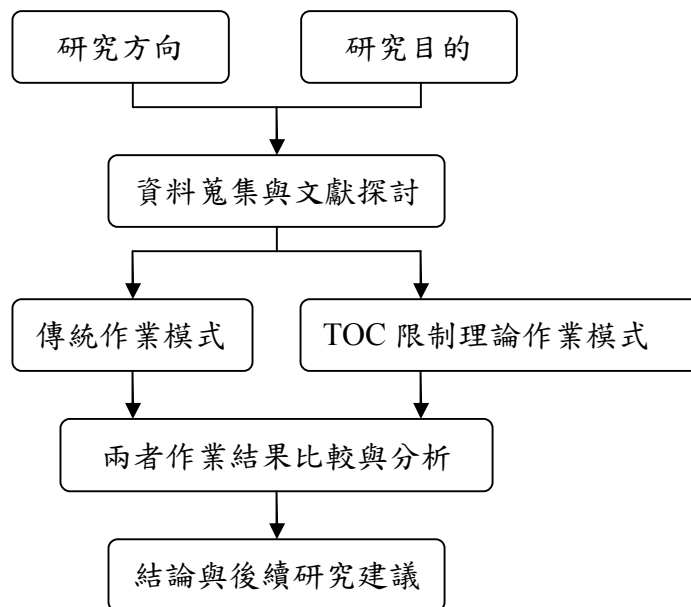 研究方向
研究目的
資料蒐集與文獻探討
傳統作業模式
TOC 限制理論作業模式
兩者作業結果比較與分析
結論與後續研究建議